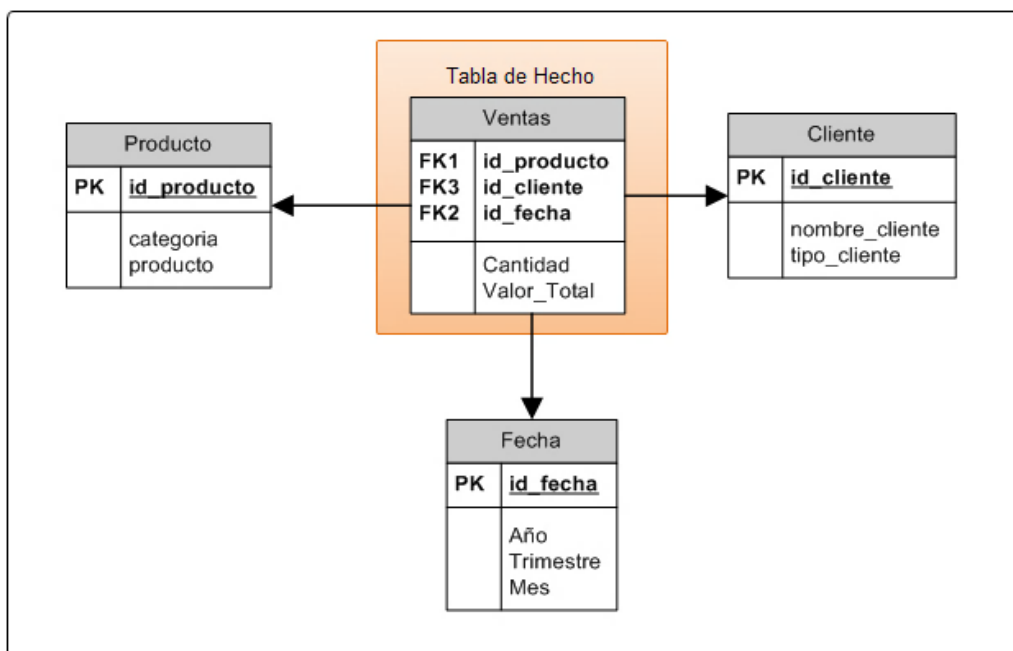 Tabla de Hecho
Ventas
FK1 id_producto
FK3 id_cliente
FK2 id_fecha
Cantidad
Valor_Total
Producto
PK id_producto
categoria
producto
Cliente
PK id_cliente
nombre_cliente
tipo_cliente
Fecha
PK id_fecha
Año
Trimestre
Mes